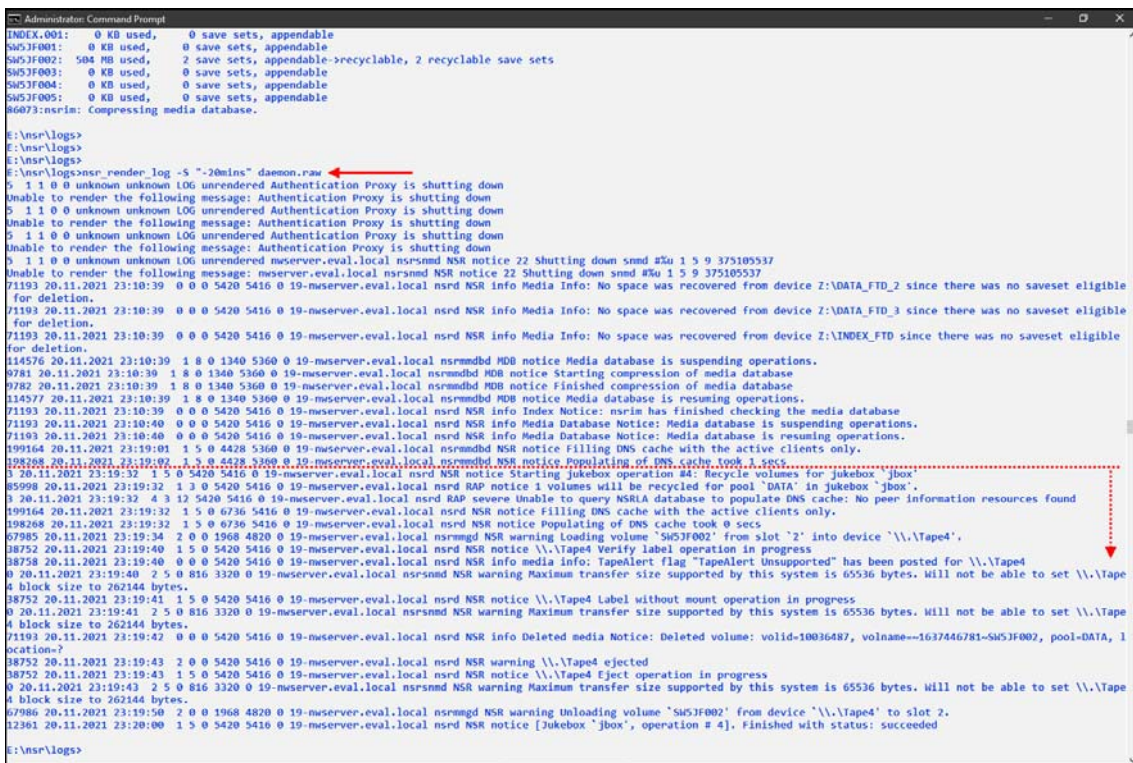 Administrator: Command Prompt
INDEX.001:    0 KB used,      0 save sets, appendable
SW5JF001:    0 KB used,      0 save sets, appendable
SW5JF002:  504 MB used,      2 save sets, appendable->recyclable, 2 recyclable save sets
SW5JF003:    0 KB used,      0 save sets, appendable
SW5JF004:    0 KB used,      0 save sets, appendable
SW5JF005:    0 KB used,      0 save sets, appendable
86073:nsrim: Compressing media database.
E:\nsr\logs>
E:\nsr\logs>
E:\nsr\logs>
E:\nsr\logs>nsr_render_log -S "-20mins" daemon.raw
5  1 1 0 0 unknown unknown LOG unrendered Authentication Proxy is shutting down
Unable to render the following message: Authentication Proxy is shutting down
5  1 1 0 0 unknown unknown LOG unrendered Authentication Proxy is shutting down
Unable to render the following message: Authentication Proxy is shutting down
5  1 1 0 0 unknown unknown LOG unrendered Authentication Proxy is shutting down
Unable to render the following message: Authentication Proxy is shutting down
5  1 1 0 0 unknown unknown LOG unrendered nwserver.eval.local nsrsnmd NSR notice 22 Shutting down snmd #%u 1 5 9 375105537
Unable to render the following message: nwserver.eval.local nsrsnmd NSR notice 22 Shutting down snmd #%u 1 5 9 375105537
71193 20.11.2021 23:10:39  0 0 0 5420 5416 0 19-nwserver.eval.local nsrd NSR info Media Info: No space was recovered from device Z:\DATA_FTD_2 since there was no saveset eligible
 for deletion.
71193 20.11.2021 23:10:39  0 0 0 5420 5416 0 19-nwserver.eval.local nsrd NSR info Media Info: No space was recovered from device Z:\DATA_FTD_3 since there was no saveset eligible
 for deletion.
71193 20.11.2021 23:10:39  0 0 0 5420 5416 0 19-nwserver.eval.local nsrd NSR info Media Info: No space was recovered from device Z:\INDEX_FTD since there was no saveset eligible
for deletion.
114576 20.11.2021 23:10:39  1 8 0 1340 5360 0 19-nwserver.eval.local nsrmmdbd MDB notice Media database is suspending operations.
9781 20.11.2021 23:10:39  1 8 0 1340 5360 0 19-nwserver.eval.local nsrmmdbd MDB notice Starting compression of media database
9782 20.11.2021 23:10:39  1 8 0 1340 5360 0 19-nwserver.eval.local nsrmmdbd MDB notice Finished compression of media database
114577 20.11.2021 23:10:39  1 8 0 1340 5360 0 19-nwserver.eval.local nsrmmdbd MDB notice Media database is resuming operations.
71193 20.11.2021 23:10:39  0 0 0 5420 5416 0 19-nwserver.eval.local nsrd NSR info Index Notice: nsrim has finished checking the media database
71193 20.11.2021 23:10:40  0 0 0 5420 5416 0 19-nwserver.eval.local nsrd NSR info Media Database Notice: Media database is suspending operations.
71193 20.11.2021 23:10:40  0 0 0 5420 5416 0 19-nwserver.eval.local nsrd NSR info Media Database Notice: Media database is resuming operations.
199164 20.11.2021 23:19:01  1 5 0 4428 5360 0 19-nwserver.eval.local nsrmmdbd NSR notice Filling DNS cache with the active clients only.
198268 20.11.2021 23:19:02  1 5 0 4428 5360 0 19-nwserver.eval.local nsrmmdbd NSR notice Populating of DNS cache took 1 secs
3 20.11.2021 23:19:32  1 5 0 5420 5416 0 19-nwserver.eval.local nsrd NSR notice Starting jukebox operation #4: Recycle volumes for jukebox `jbox'
85998 20.11.2021 23:19:32  1 3 0 5420 5416 0 19-nwserver.eval.local nsrd RAP notice 1 volumes will be recycled for pool `DATA' in jukebox `jbox'.
3 20.11.2021 23:19:32  4 3 12 5420 5416 0 19-nwserver.eval.local nsrd RAP severe Unable to query NSRLA database to populate DNS cache: No peer information resources found
199164 20.11.2021 23:19:32  1 5 0 6736 5416 0 19-nwserver.eval.local nsrd NSR notice Filling DNS cache with the active clients only.
198268 20.11.2021 23:19:32  1 5 0 6736 5416 0 19-nwserver.eval.local nsrd NSR notice Populating of DNS cache took 0 secs
67985 20.11.2021 23:19:34  2 0 0 1968 4820 0 19-nwserver.eval.local nsrmmgd NSR warning Loading volume `SW5JF002' from slot `2' into device `\\.\Tape4'.
38752 20.11.2021 23:19:40  1 5 0 5420 5416 0 19-nwserver.eval.local nsrd NSR notice \\.\Tape4 Verify label operation in progress
38758 20.11.2021 23:19:40  0 0 0 5420 5416 0 19-nwserver.eval.local nsrd NSR info media info: TapeAlert flag "TapeAlert Unsupported" has been posted for \\.\Tape4
0 20.11.2021 23:19:40  2 5 0 816 3320 0 19-nwserver.eval.local nsrsnmd NSR warning Maximum transfer size supported by this system is 65536 bytes. Will not be able to set \\.\Tape
4 block size to 262144 bytes.
38752 20.11.2021 23:19:41  1 5 0 5420 5416 0 19-nwserver.eval.local nsrd NSR notice \\.\Tape4 Label without mount operation in progress
0 20.11.2021 23:19:41  2 5 0 816 3320 0 19-nwserver.eval.local nsrsnmd NSR warning Maximum transfer size supported by this system is 65536 bytes. Will not be able to set \\.\Tape
4 block size to 262144 bytes.
71193 20.11.2021 23:19:42  0 0 0 5420 5416 0 19-nwserver.eval.local nsrd NSR info Deleted media Notice: Deleted volume: volid=10036487, volname=~1637446781~SW5JF002, pool=DATA, l
ocation=?
38752 20.11.2021 23:19:43  2 0 0 5420 5416 0 19-nwserver.eval.local nsrd NSR warning \\.\Tape4 ejected
38752 20.11.2021 23:19:43  1 5 0 5420 5416 0 19-nwserver.eval.local nsrd NSR notice \\.\Tape4 Eject operation in progress
0 20.11.2021 23:19:43  2 5 0 816 3320 0 19-nwserver.eval.local nsrsnmd NSR warning Maximum transfer size supported by this system is 65536 bytes. Will not be able to set \\.\Tape
4 block size to 262144 bytes.
67986 20.11.2021 23:19:50  2 0 0 1968 4820 0 19-nwserver.eval.local nsrmmgd NSR warning Unloading volume `SW5JF002' from device `\\.\Tape4' to slot 2.
12361 20.11.2021 23:20:00  1 5 0 5420 5416 0 19-nwserver.eval.local nsrd NSR notice [Jukebox `jbox', operation # 4]. Finished with status: succeeded
E:\nsr\logs>